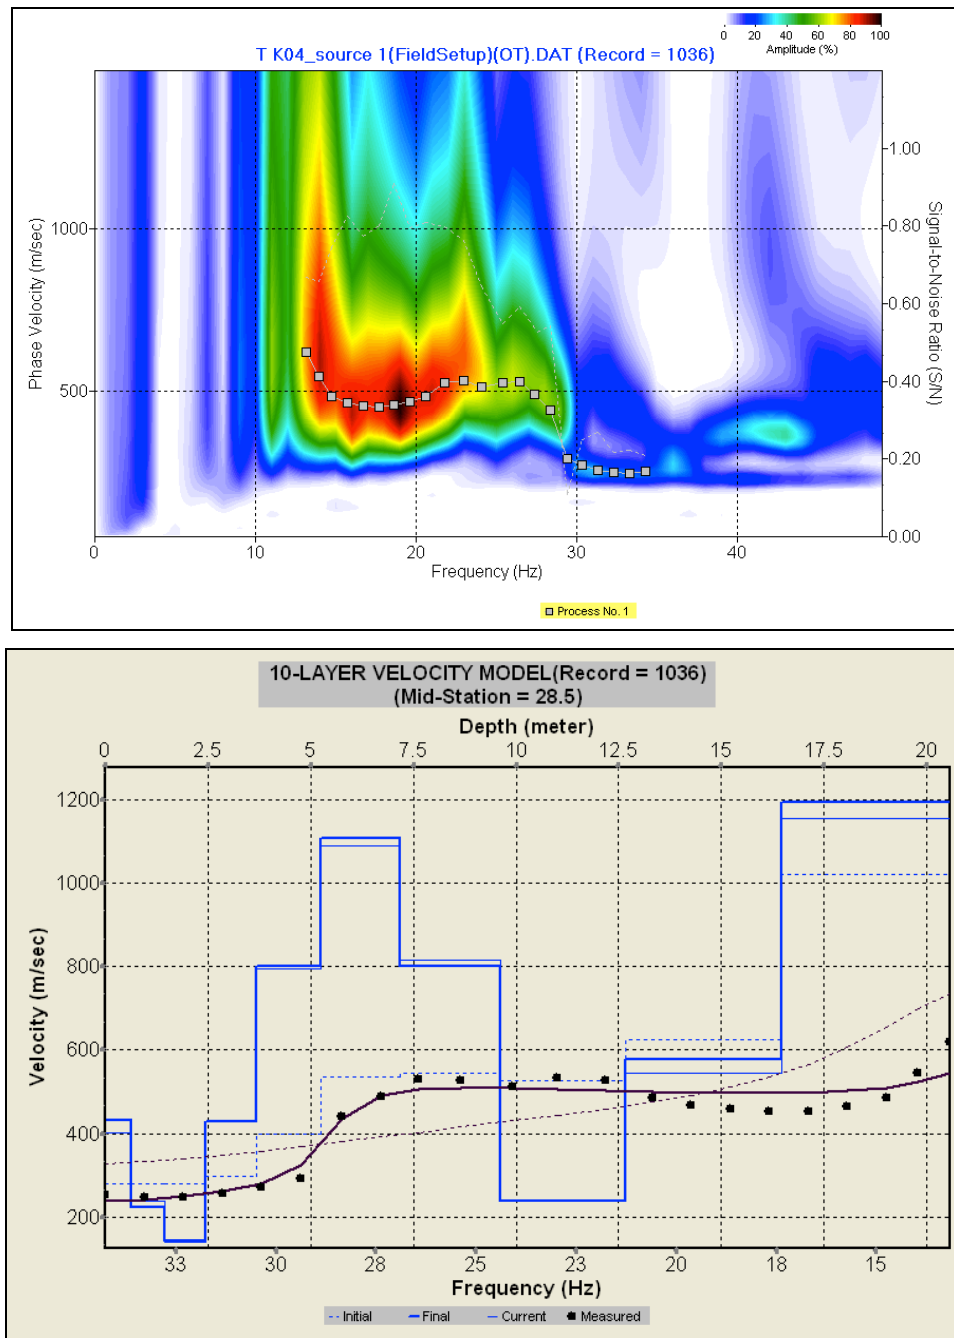 0 20 40 60 80 100
Amplitude (%)
T K04_source 1(FieldSetup)(OT).DAT (Record = 1036)
Phase Velocity (m/sec)
1000
500
1.00
0.80
0.60
0.40
0.20
0.00
Signal-to-Noise Ratio (S/N)
0 10 20 30 40
Frequency (Hz)
Process No. 1
10-LAYER VELOCITY MODEL(Record = 1036)
(Mid-Station = 28.5)
Depth (meter)
0 2.5 5 7.5 10 12.5 15 17.5 20
Velocity (m/sec)
1200
1000
800
600
400
200
33 30 28 25 23 20 18 15
Frequency (Hz)
Initial Final Current Measured